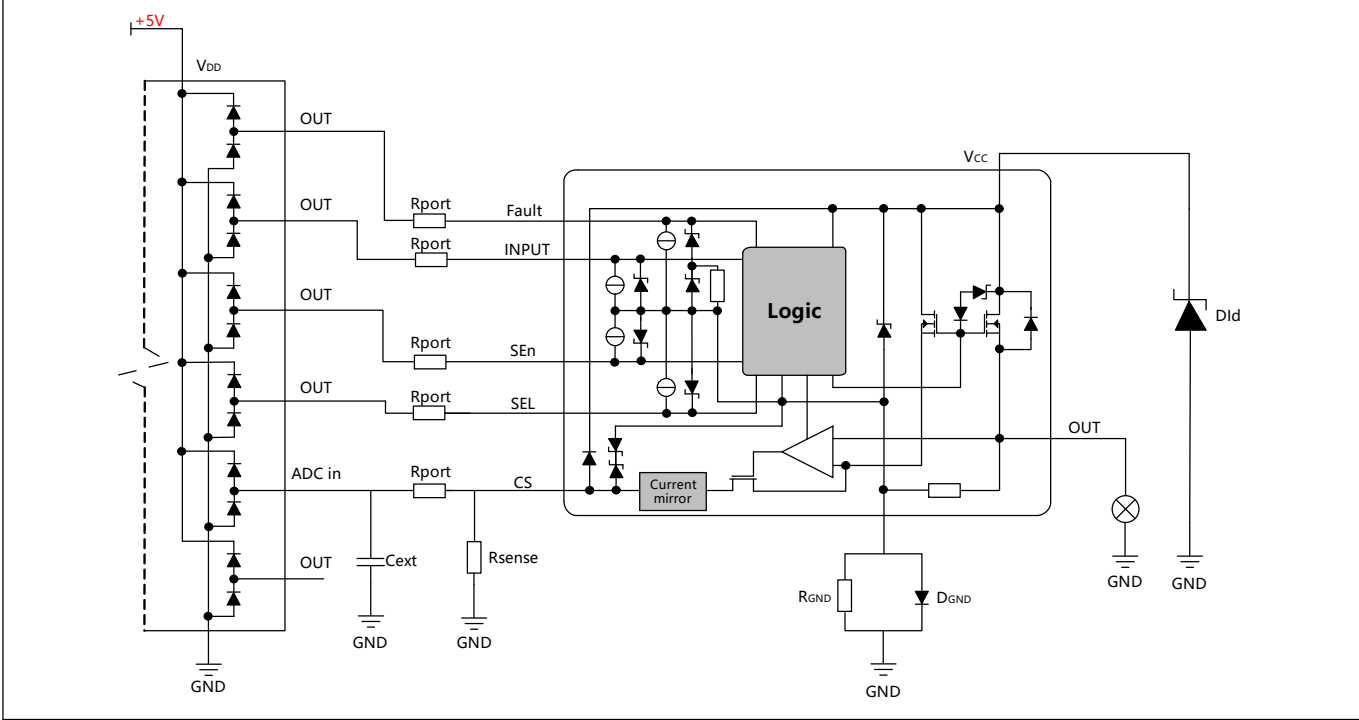 +5V
VDD
OUT
OUT
OUT
OUT
ADC in
OUT
Rport
Rport
Rport
Rport
Rport
Fault
INPUT
SEn
SEL
CS
VCC
Logic
Current
mirror
OUT
Dld
Cext
Rsense
RGND
DGND
GND
GND
GND
GND
GND
GND